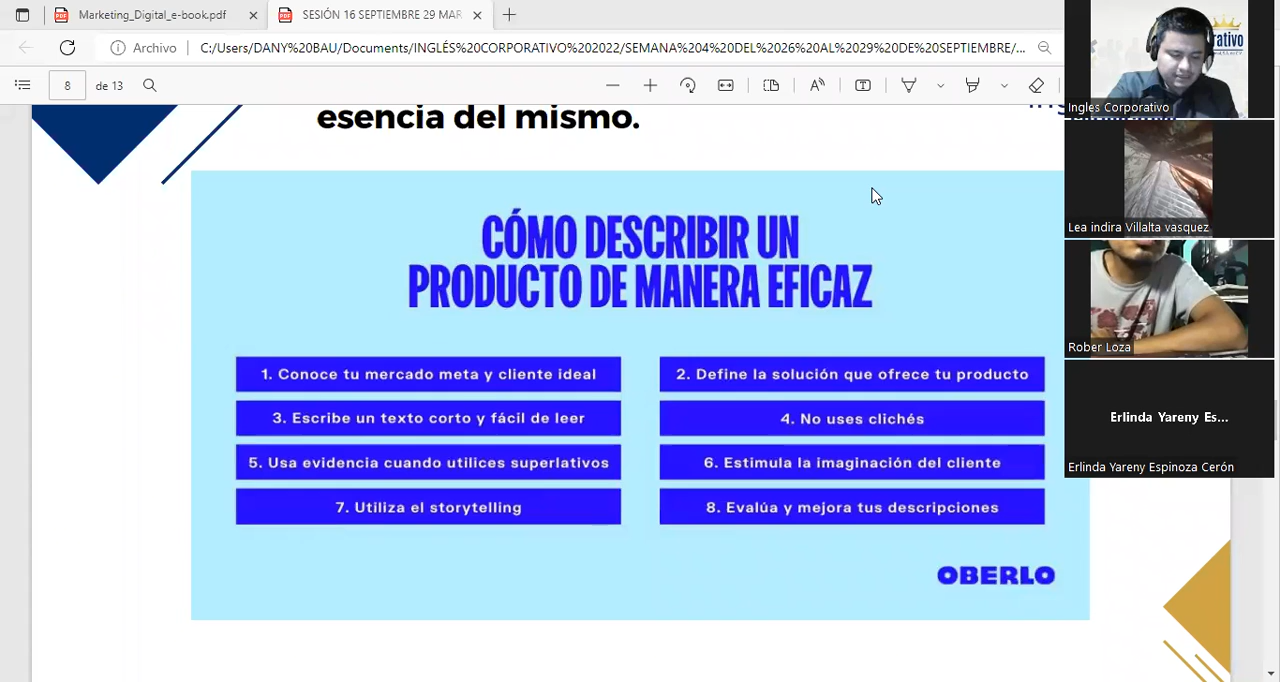 Marketing_Digital_e-book.pdf
SESIÓN 16 SEPTIEMBRE 29 MAR
Archivo
C:/Users/DANY%20BAU/Documents/INGLÉS%20CORPORATIVO%202022/SEMANA%204%20DEL%2026%20AL%2029%20DE%20SEPTIEMBRE/...
8 de 13
esencia del mismo.
CÓMO DESCRIBIR UN
PRODUCTO DE MANERA EFICAZ
1. Conoce tu mercado meta y cliente ideal
2. Define la solución que ofrece tu producto
3. Escribe un texto corto y fácil de leer
4. No uses clichés
5. Usa evidencia cuando utilices superlativos
6. Estimula la imaginación del cliente
7. Utiliza el storytelling
8. Evalúa y mejora tus descripciones
OBERLO
Ingles Corporativo
Lea indira Villalta vasquez
Rober Loza
Erlinda Yareny Es...
Erlinda Yareny Espinoza Cerón